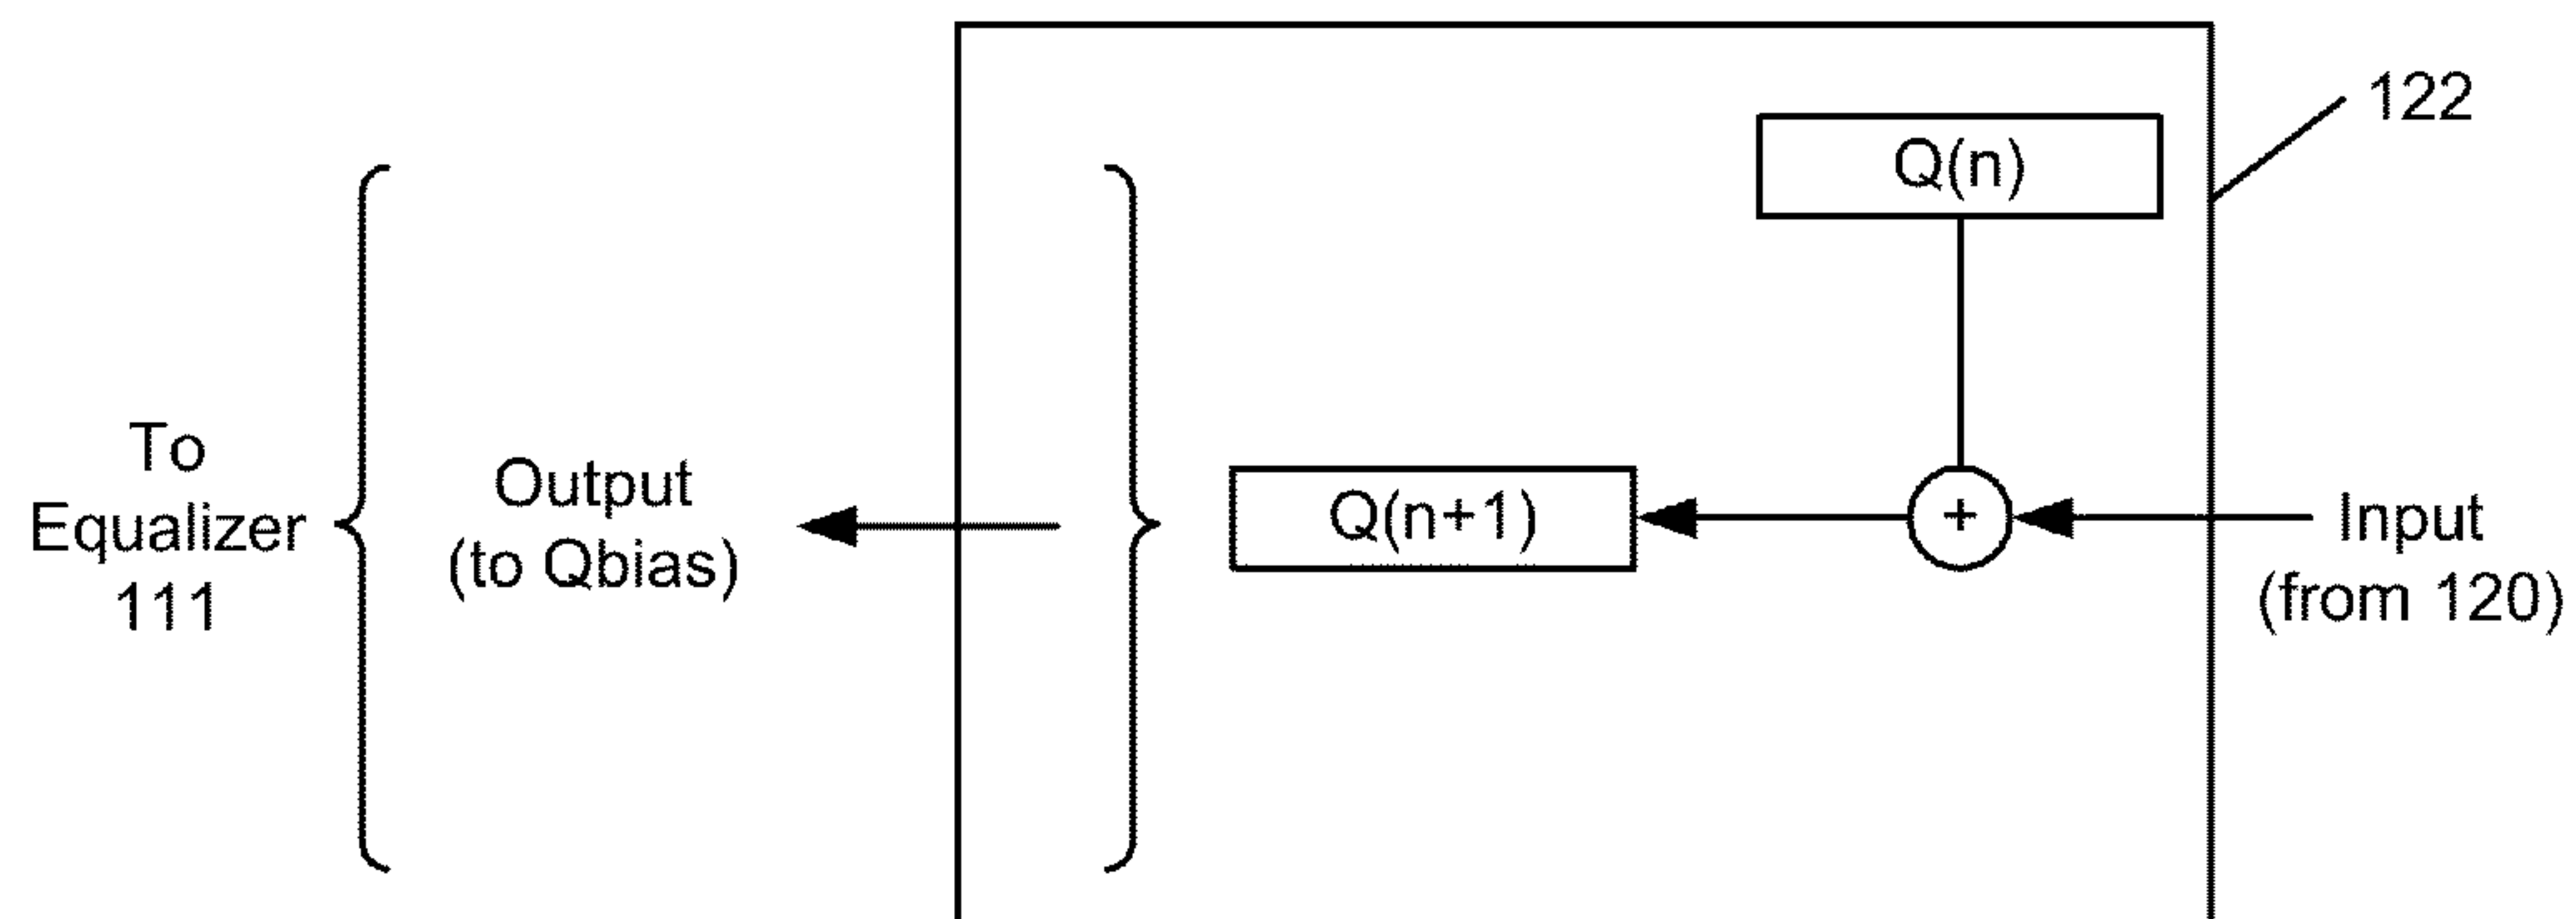 122
Q(n)
To
Equalizer
111
Output
(to Qbias)
Q(n+1)
+
Input
(from 120)